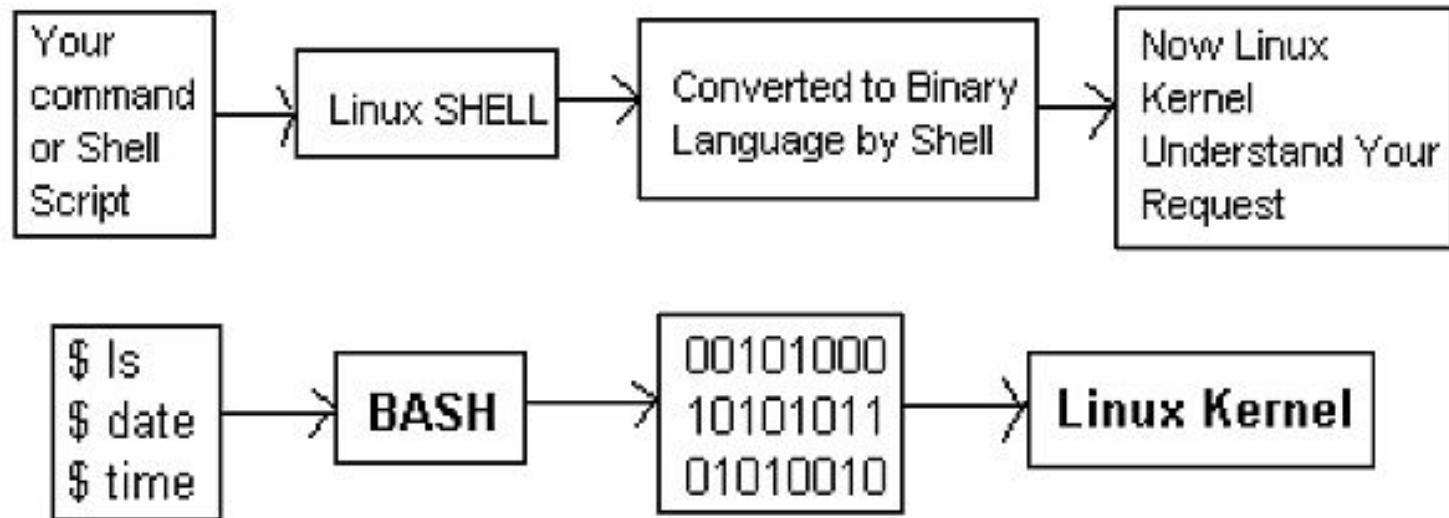 Your
command
or Shell
Script
Linux SHELL
Converted to Binary
Language by Shell
Now Linux
Kernel
Understand Your
Request
$ ls
$ date
$ time
BASH
00101000
10101011
01010010
Linux Kernel